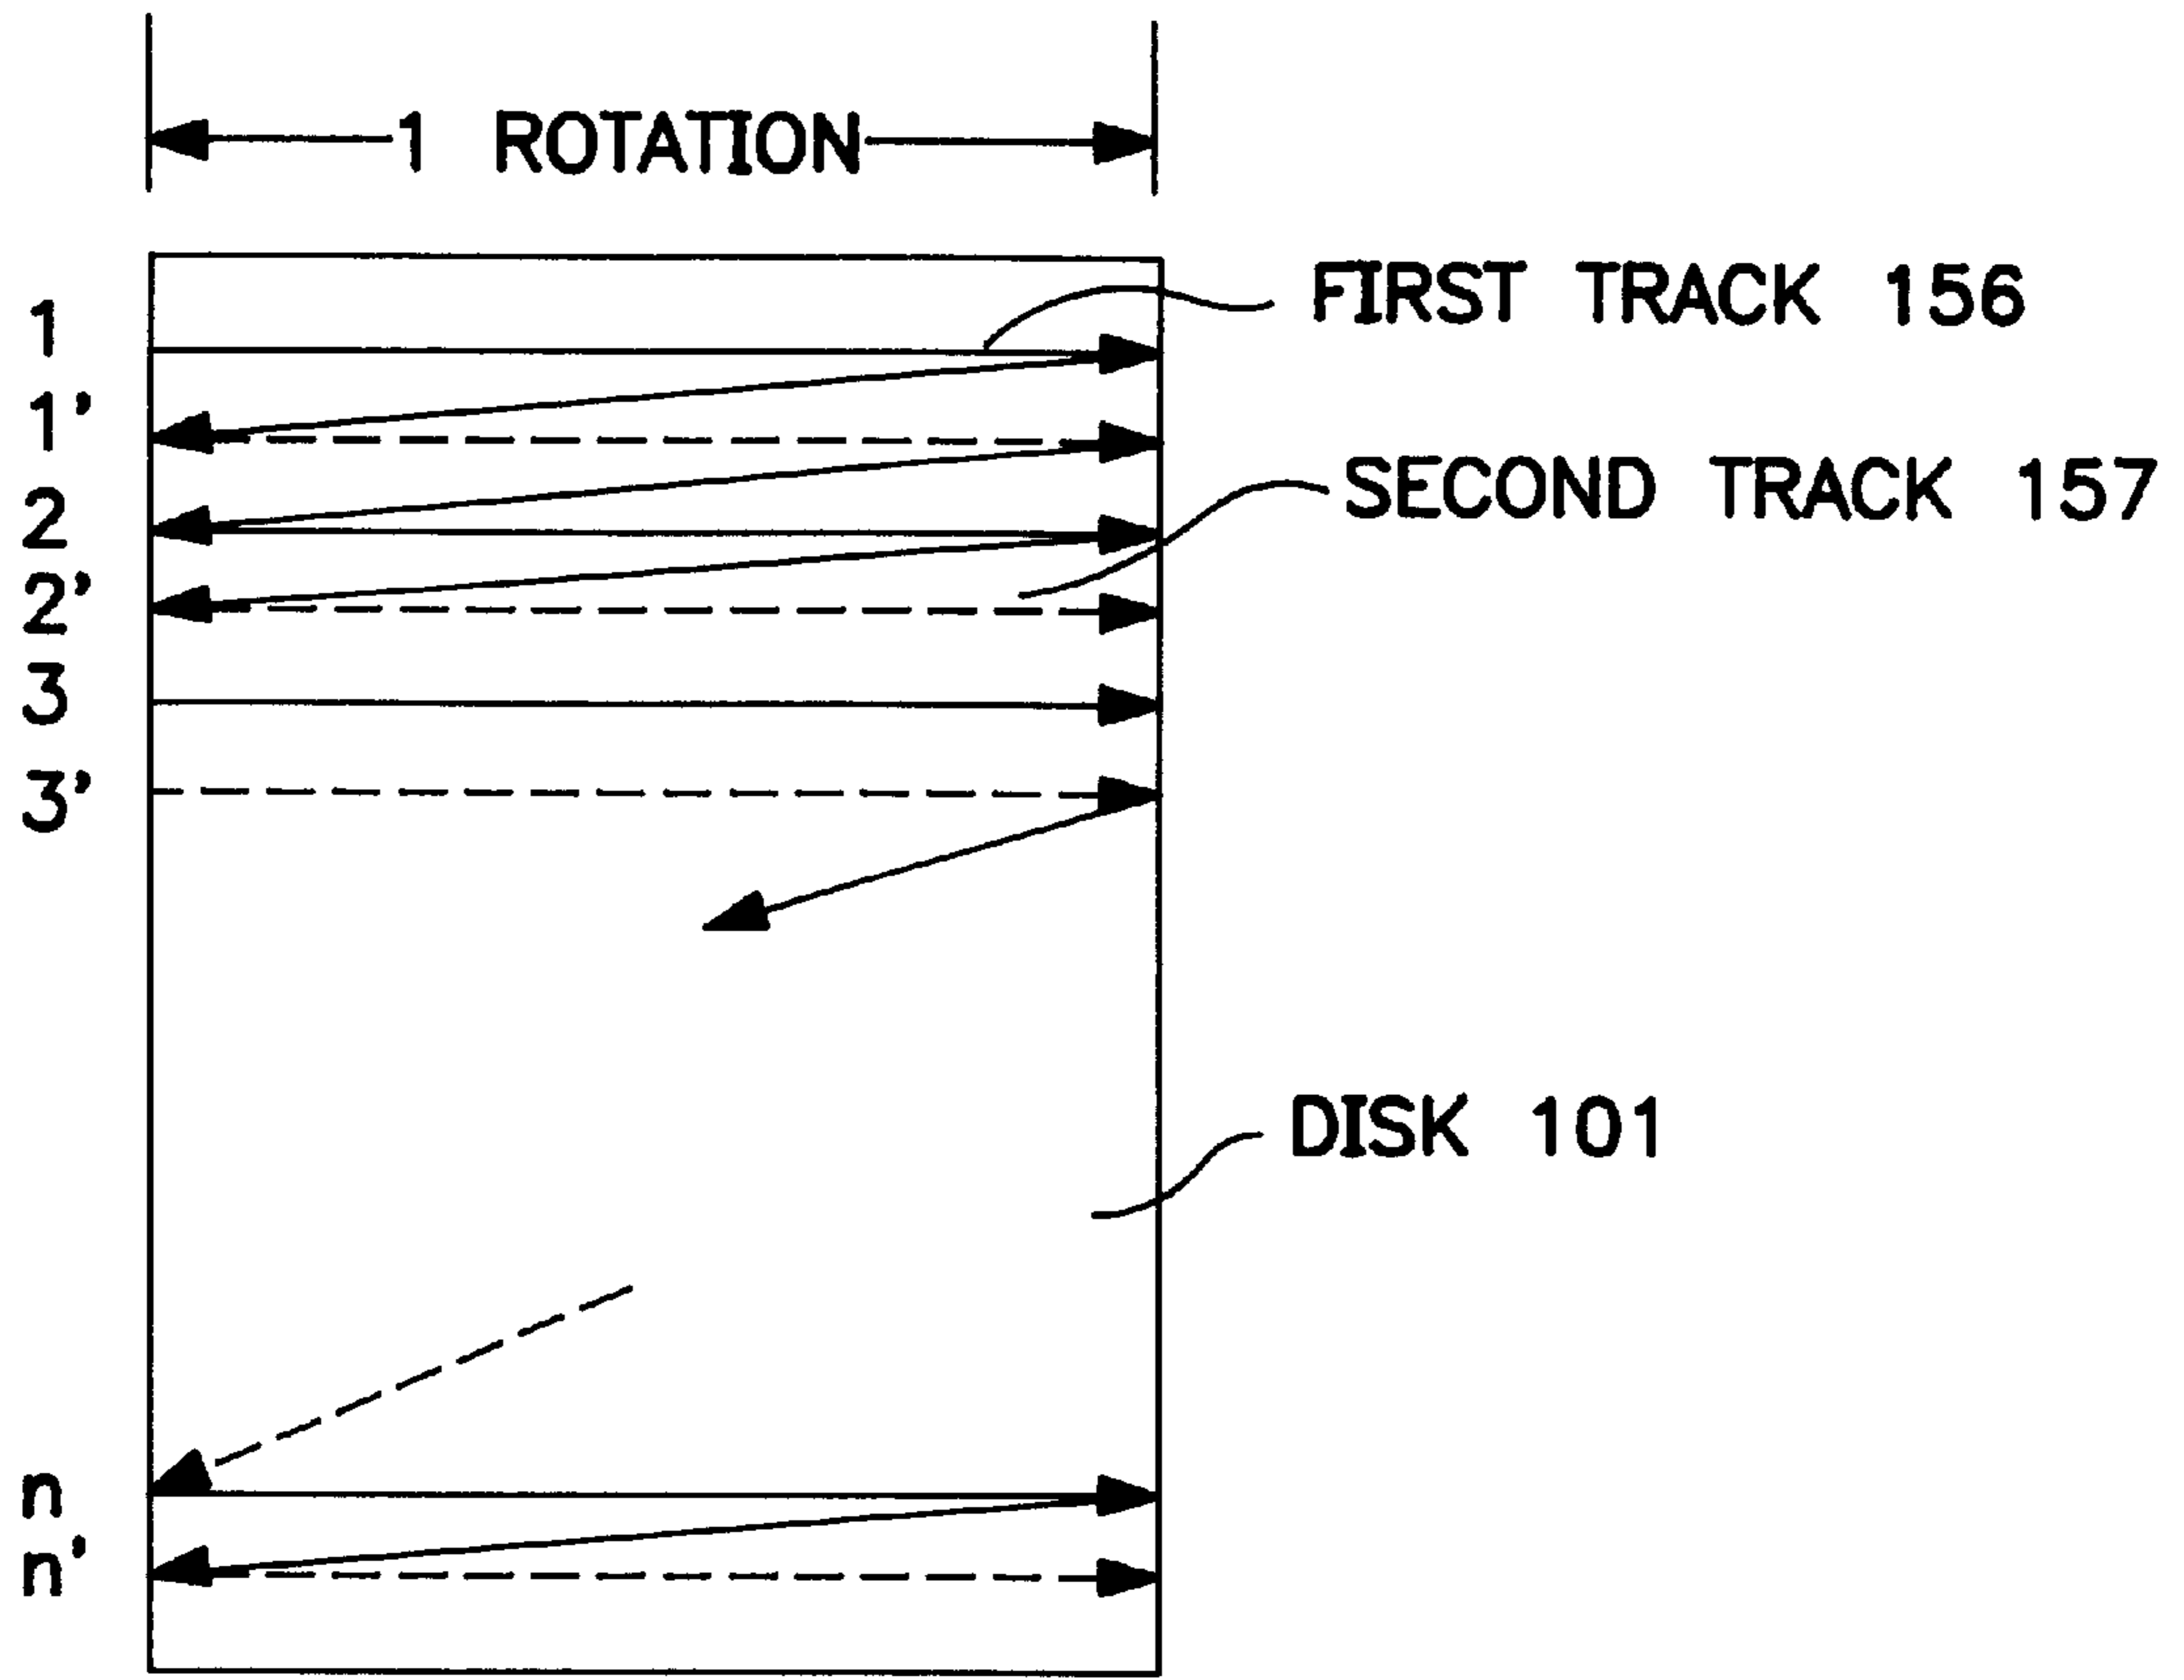 1 ROTATION
1
FIRST TRACK 156
1'
SECOND TRACK 157
2
2'
3
3'
DISK 101
n
n'